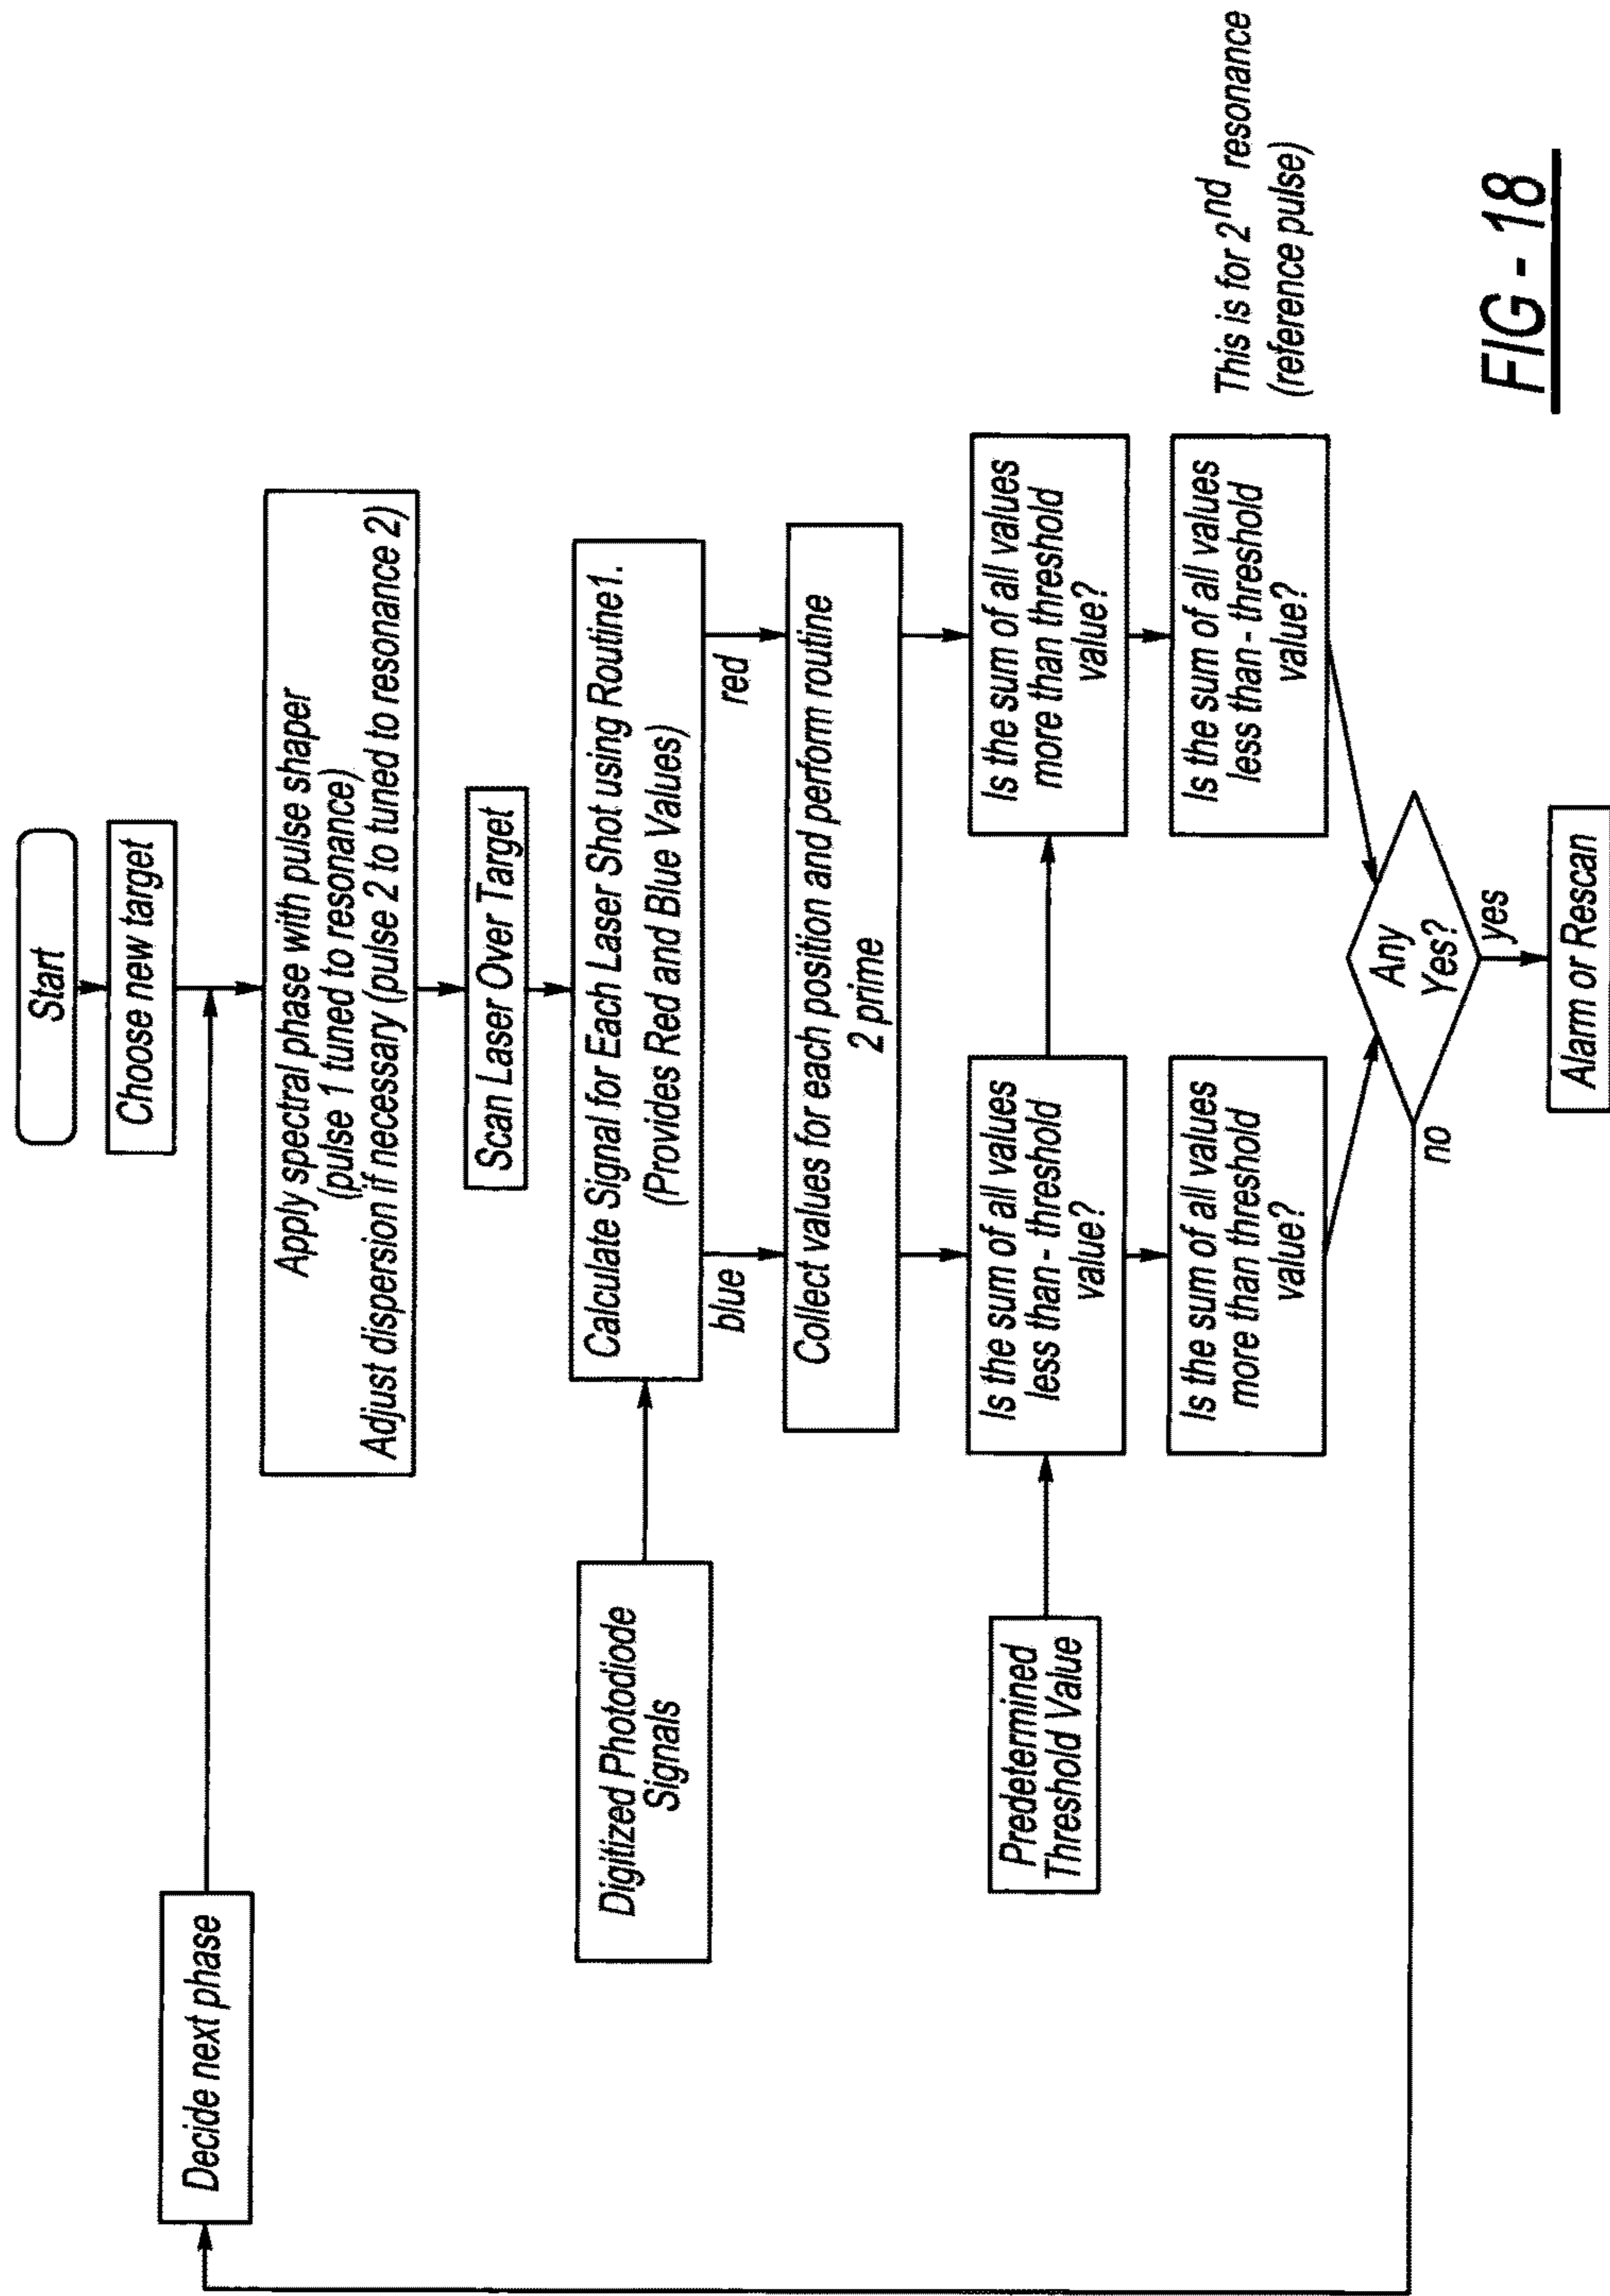 Start
Choose new target
Decide next phase
Apply spectral phase with pulse shaper
(pulse 1 tuned to resonance)
Adjust dispersion if necessary (pulse 2 to tuned to resonance 2)
Scan Laser Over Target
Digitized Photodiode
Signals
Calculate Signal for Each Laser Shot using Routine1.
(Provides Red and Blue Values)
blue
red
Collect values for each position and perform routine
2 prime
Predetermined
Threshold Value
Is the sum of all values
less than - threshold
value?
Is the sum of all values
more than threshold
value?
Is the sum of all values
more than threshold
value?
Is the sum of all values
less than - threshold
value?
This is for 2nd resonance
(reference pulse)
Any
Yes?
no
yes
Alarm or Rescan
FIG - 18